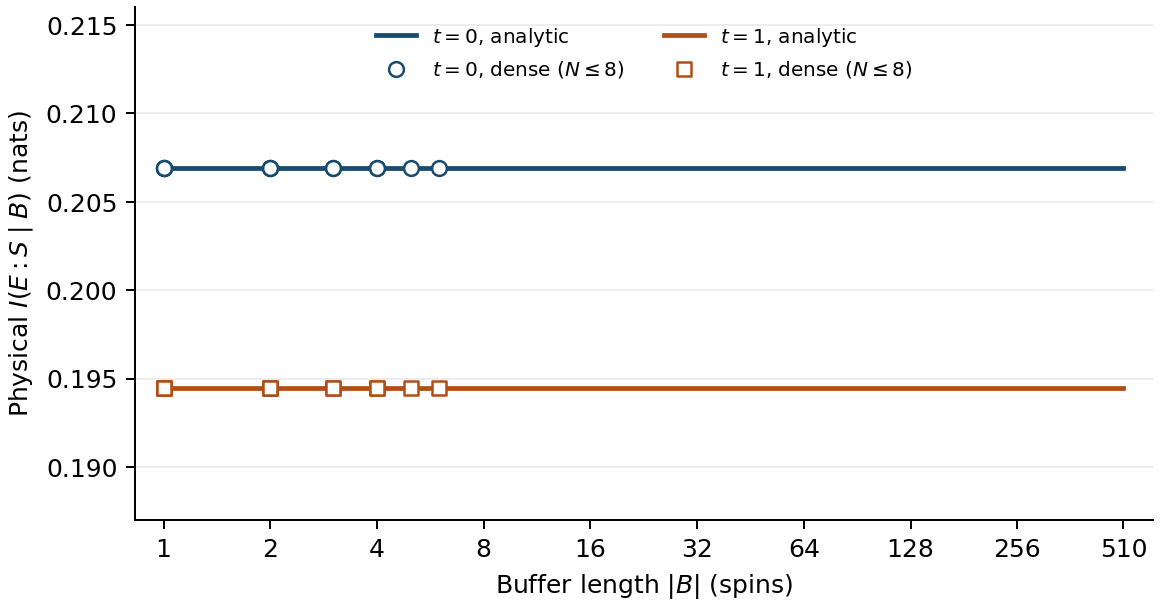 t = 0, analytic
t = 1, analytic
t = 0, dense (N ≤ 8)
t = 1, dense (N ≤ 8)
Physical I(E : S | B) (nats)
0.215
0.210
0.205
0.200
0.195
0.190
1 2 4 8 16 32 64 128 256 510
Buffer length |B| (spins)